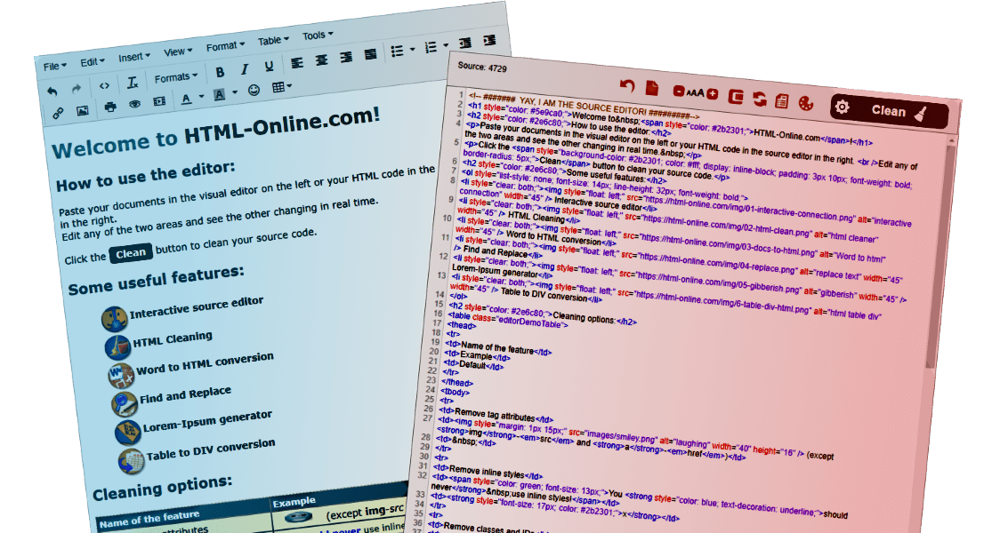 File Edit Insert View Format Table Tools
Formats B I U
A A
Welcome to HTML-Online.com!
How to use the editor:
Paste your documents in the visual editor on the left or your HTML code in the
in the right.
Edit any of the two areas and see the other changing in real time.
Click the Clean button to clean your source code.
Some useful features:
Interactive source editor
HTML Cleaning
Word to HTML conversion
Find and Replace
Lorem-Ipsum generator
Table to DIV conversion
Cleaning options:
Name of the feature Example
attributes (except img-src
never use inline
Source: 4729
AAA Clean
1 <!-- ####### YAY, I AM THE SOURCE EDITOR! #########-->
2 <h1 style="color: #5e9ca0;">Welcome to&nbsp;<span style="color: #2b2301;">HTML-Online.com</span>!</h1>
3 <h2 style="color: #2e6c80;">How to use the editor:</h2>
4 <p>Paste your documents in the visual editor on the left or your HTML code in the source editor in the right. <br />Edit any of
the two areas and see the other changing in real time.&nbsp;</p>
5 <p>Click the <span style="background-color: #2b2301; color: #fff; display: inline-block; padding: 3px 10px; font-weight: bold;
border-radius: 5px;">Clean</span> button to clean your source code.</p>
6 <h2 style="color: #2e6c80;">Some useful features:</h2>
7 <ol style="list-style: none; font-size: 14px; line-height: 32px; font-weight: bold;">
8 <li style="clear: both;"><img style="float: left;" src="https://html-online.com/img/01-interactive-connection.png" alt="interactive
connection" width="45" /> Interactive source editor</li>
9 <li style="clear: both;"><img style="float: left;" src="https://html-online.com/img/02-html-clean.png" alt="html cleaner"
width="45" /> HTML Cleaning</li>
10 <li style="clear: both;"><img style="float: left;" src="https://html-online.com/img/03-docs-to-html.png" alt="Word to html"
width="45" /> Word to HTML conversion</li>
11 <li style="clear: both;"><img style="float: left;" src="https://html-online.com/img/04-replace.png" alt="replace text" width="45"
/> Find and Replace</li>
12 <li style="clear: both;"><img style="float: left;" src="https://html-online.com/img/05-gibberish.png" alt="gibberish" width="45" />
Lorem-Ipsum generator</li>
13 <li style="clear: both;"><img style="float: left;" src="https://html-online.com/img/6-table-div-html.png" alt="html table div"
width="45" /> Table to DIV conversion</li>
14 </ol>
15 <h2 style="color: #2e6c80;">Cleaning options:</h2>
16 <table class="editorDemoTable">
17 <thead>
18 <tr>
19 <td>Name of the feature</td>
20 <td>Example</td>
21 <td>Default</td>
22 </tr>
23 </thead>
24 <tbody>
25 <tr>
26 <td>Remove tag attributes</td>
27 <td><img style="margin: 1px 15px;" src="images/smiley.png" alt="laughing" width="40" height="16" /> (except
<strong>img</strong>-<em>src</em> and <strong>a</strong>-<em>href</em>)</td>
28 <td>&nbsp;</td>
29 </tr>
30 <tr>
31 <td>Remove inline styles</td>
32 <td><span style="color: green; font-size: 13px;">You <strong style="color: blue; text-decoration: underline;">should
never</strong>&nbsp;use inline styles!</span></td>
33 <td><strong style="font-size: 17px; color: #2b2301;">x</strong></td>
34 </tr>
35 <tr>
36 <td>Remove classes and IDs</td>